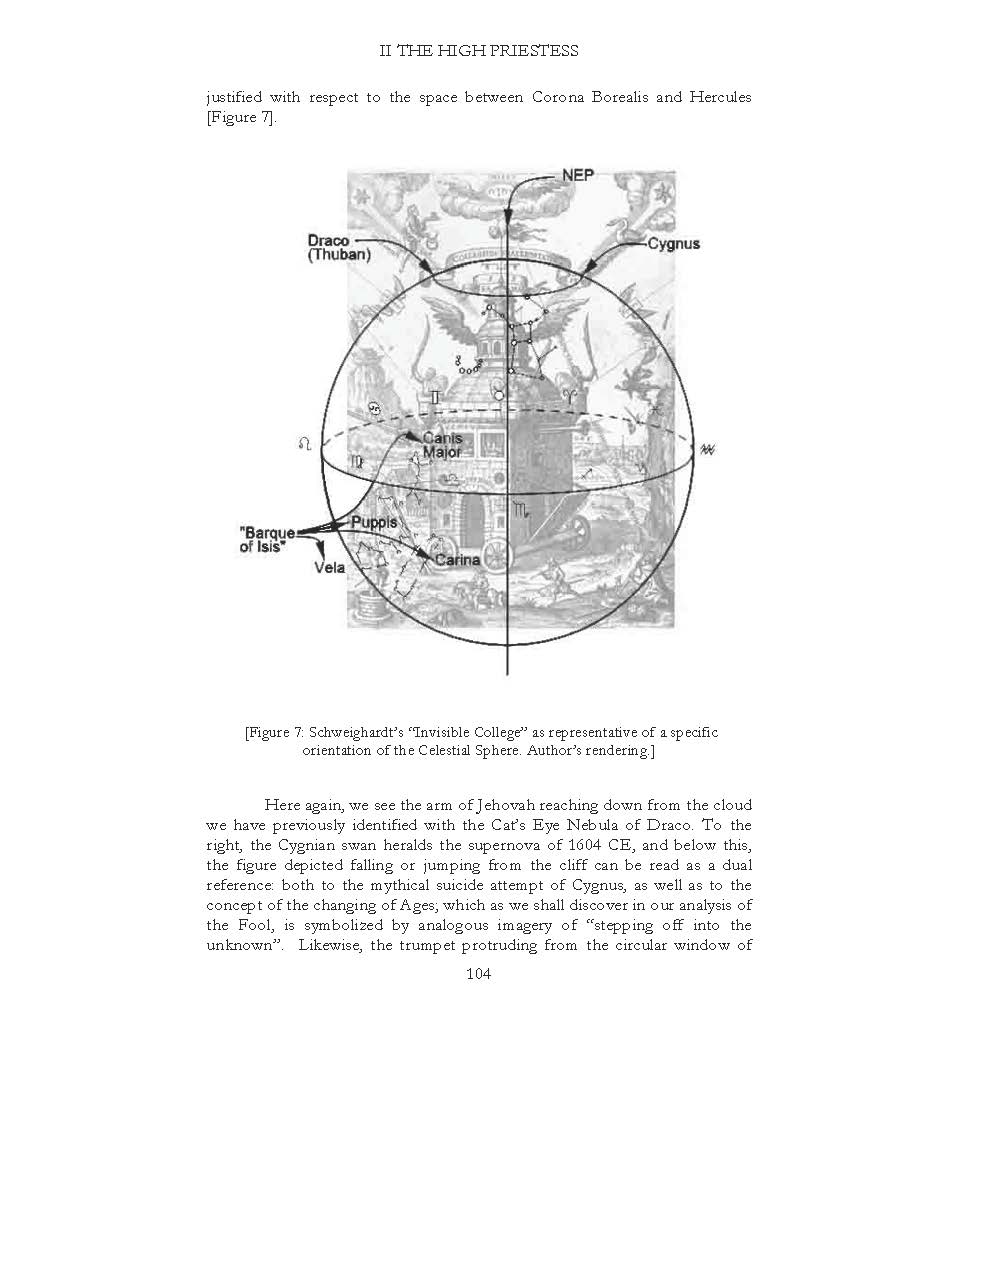 II THE HIGH PRIESTESS
justified with respect to the space between Corona Borealis and Hercules
[Figure 7].
NEP
Draco
(Thuban)
Cygnus
♊
♉
♈
♌
Canis
Major
♍
♏
"Barque
of Isis"
Puppis
Vela
Carina
[Figure 7: Schweighardt's "Invisible College" as representative of a specific
orientation of the Celestial Sphere. Author's rendering.]
Here again, we see the arm of Jehovah reaching down from the cloud
we have previously identified with the Cat's Eye Nebula of Draco. To the
right, the Cygnian swan heralds the supernova of 1604 CE, and below this,
the figure depicted falling or jumping from the cliff can be read as a dual
reference: both to the mythical suicide attempt of Cygnus, as well as to the
concept of the changing of Ages; which as we shall discover in our analysis of
the Fool, is symbolized by analogous imagery of "stepping off into the
unknown". Likewise, the trumpet protruding from the circular window of
104